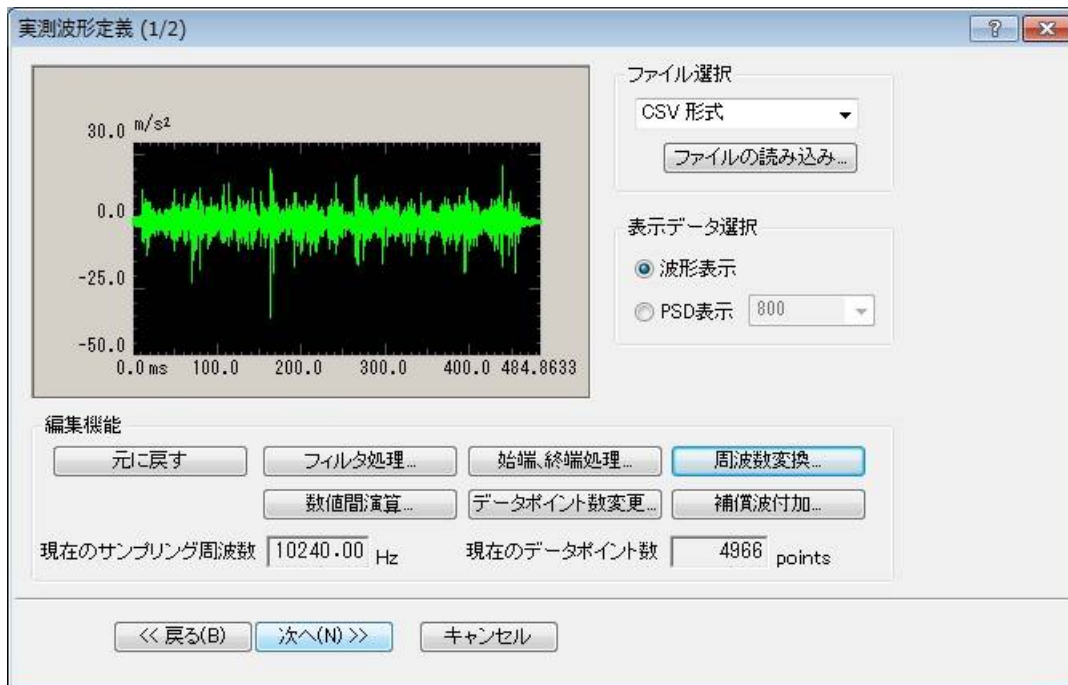 実測波形定義 (1/2)
ファイル選択
CSV 形式
ファイルの読み込み...
30.0 m/s²
0.0
-25.0
-50.0
0.0 ms 100.0 200.0 300.0 400.0 484.8633
表示データ選択
波形表示
PSD表示 800
編集機能
元に戻す フィルタ処理... 始端、終端処理... 周波数変換...
数値間演算... データポイント数変更... 補償波付加...
現在のサンプリング周波数 10240.00 Hz 現在のデータポイント数 4966 points
<< 戻る(B) 次へ(N) >> キャンセル